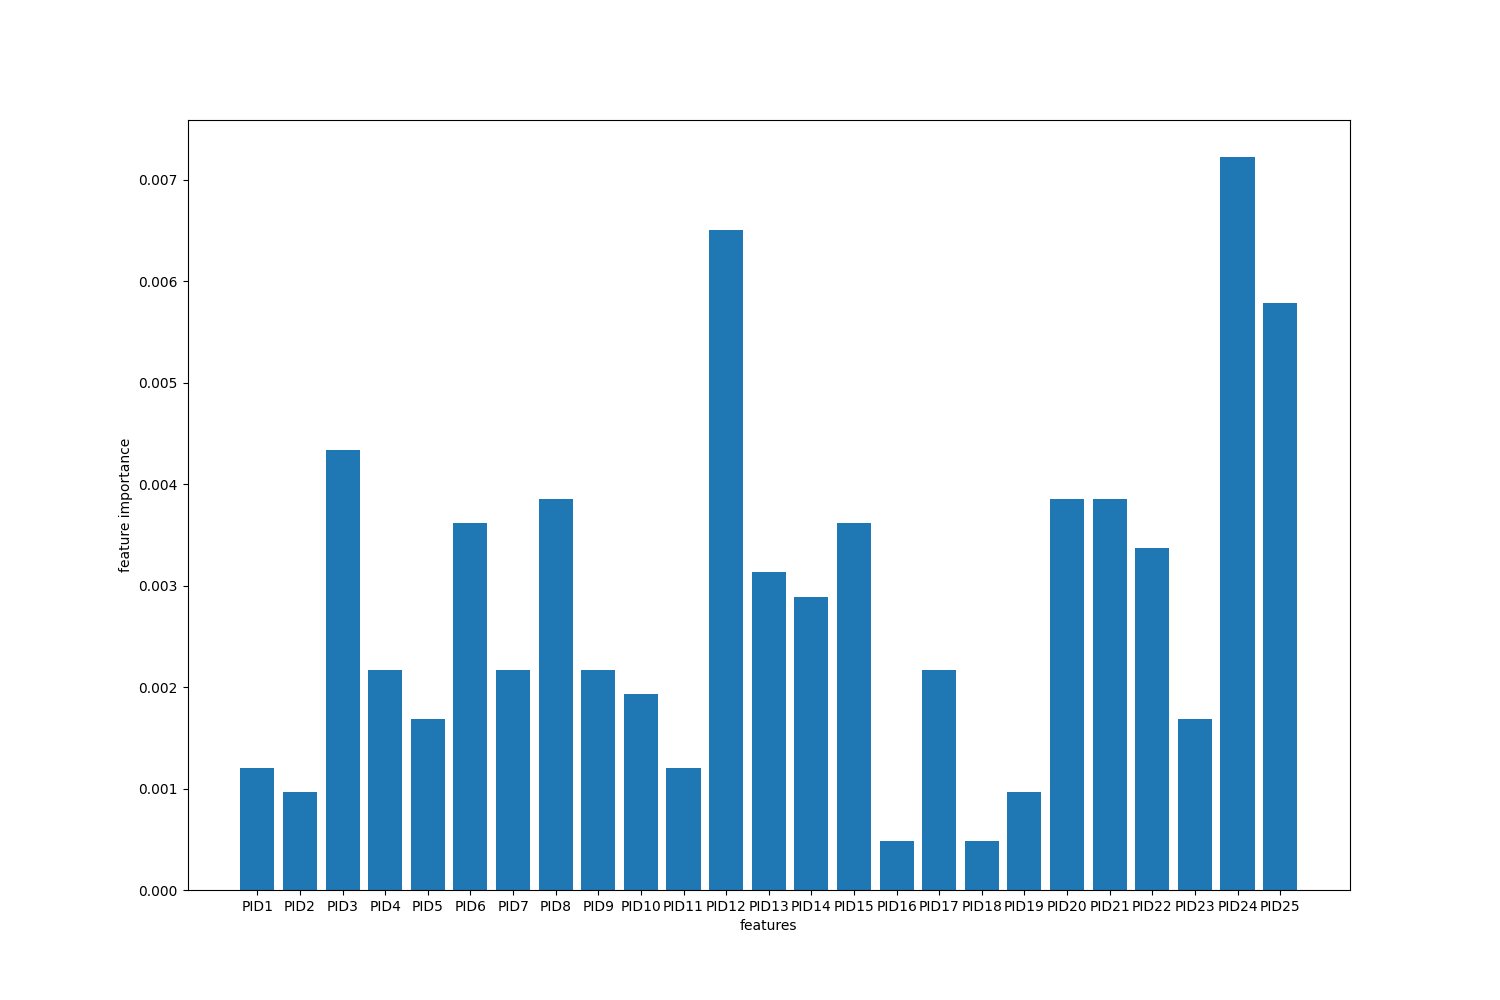 0.007
0.006
0.005
0.004
0.003
0.002
0.001
0.000
feature importance
PID1 PID2 PID3 PID4 PID5 PID6 PID7 PID8 PID9 PID10 PID11 PID12 PID13 PID14 PID15 PID16 PID17 PID18 PID19 PID20 PID21 PID22 PID23 PID24 PID25
features